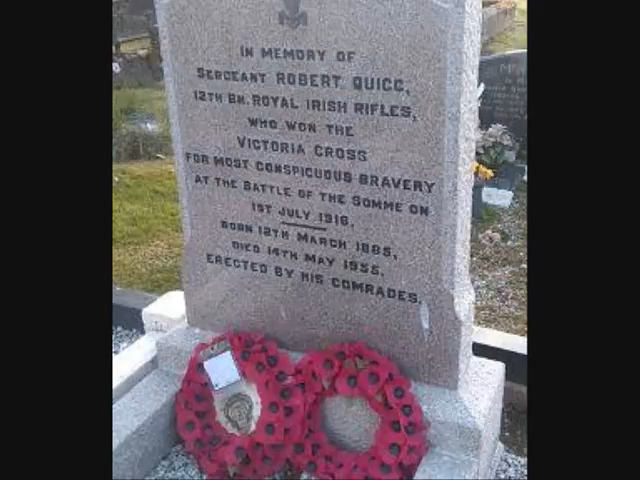 IN MEMORY OF
SERGEANT ROBERT QUIGG,
12TH BN. ROYAL IRISH RIFLES,
WHO WON THE
VICTORIA CROSS
FOR MOST CONSPICUOUS BRAVERY
AT THE BATTLE OF THE SOMME ON
1ST JULY 1916.
BORN 12TH MARCH 1885,
DIED 14TH MAY 1955.
ERECTED BY HIS COMRADES.